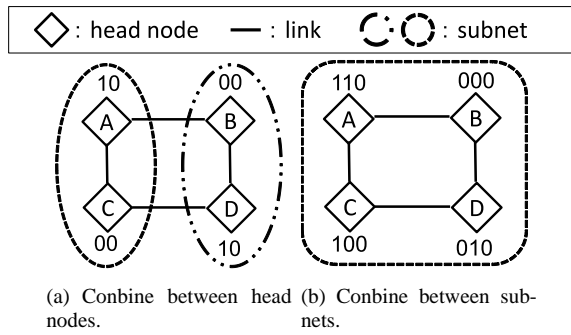 : head node : link : subnet
10 00
A B
C D
00 10
110 000
A B
C D
100 010
(a) Conbine between head nodes.
(b) Conbine between sub-
nets.